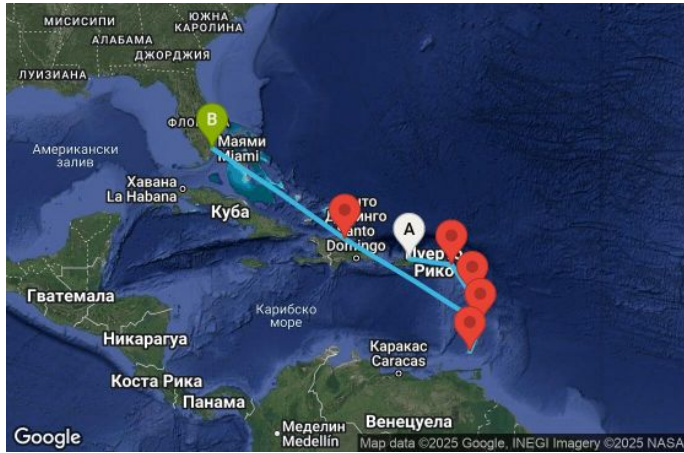 МИСИСИПИ
ЮЖНА
КАРОЛИНА
АЛАБАМА
ДЖОРДЖИЯ
ЛУИЗИАНА
B
Американски
залив
Маями
Miami
Хавана
La Habana
Куба
A
Domingo
Рико
Гватемала
Карибско
море
Никарагуа
Каракас
Caracas
Коста Рика
Панама
Меделин
Medellín
Венецуела
Google
Map data ©2025 Google, INEGI Imagery ©2025 NASA